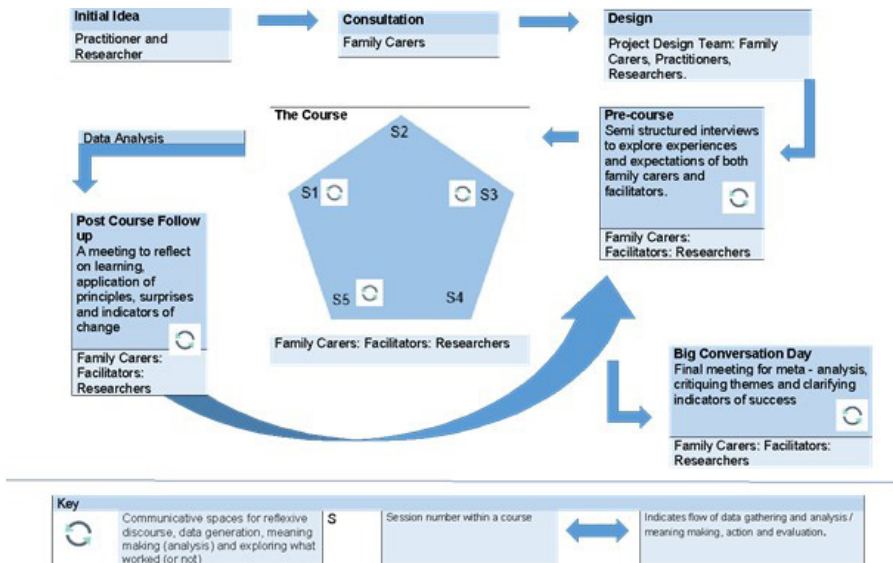 Initial Idea
Practitioner and
Researcher
Consultation
Family Carers
Design
Project Design Team: Family
Carers, Practitioners,
Researchers.
Pre-course
Semi structured interviews
to explore experiences
and expectations of both
family carers and
facilitators.
Family Carers:
Facilitators: Researchers
The Course
S1
S2
S3
S4
S5
Family Carers: Facilitators: Researchers
Data Analysis
Post Course Follow
up
A meeting to reflect
on learning,
application of
principles, surprises
and indicators of
change
Family Carers:
Facilitators:
Researchers
Big Conversation Day
Final meeting for meta - analysis,
critiquing themes and clarifying
indicators of success
Family Carers: Facilitators:
Researchers
Key
Communicative spaces for reflexive
discourse, data generation, meaning
making (analysis) and exploring what
worked (or not)
S
Session number within a course
Indicates flow of data gathering and analysis /
meaning making, action and evaluation.